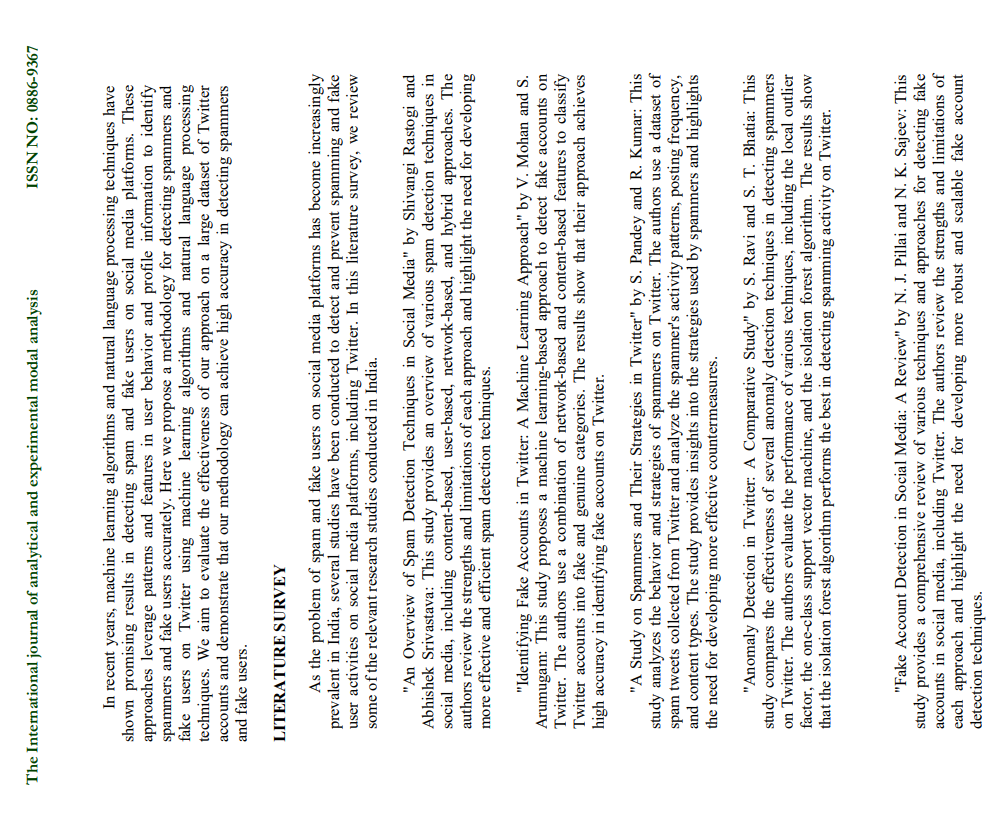 The International journal of analytical and experimental modal analysis ISSN NO: 0886-9367
In recent years, machine learning algorithms and natural language processing techniques have
shown promising results in detecting spam and fake users on social media platforms. These
approaches leverage patterns and features in user behavior and profile information to identify
spammers and fake users accurately. Here we propose a methodology for detecting spammers and
fake users on Twitter using machine learning algorithms and natural language processing
techniques. We aim to evaluate the effectiveness of our approach on a large dataset of Twitter
accounts and demonstrate that our methodology can achieve high accuracy in detecting spammers
and fake users.
LITERATURE SURVEY
As the problem of spam and fake users on social media platforms has become increasingly
prevalent in India, several studies have been conducted to detect and prevent spamming and fake
user activities on social media platforms, including Twitter. In this literature survey, we review
some of the relevant research studies conducted in India.
"An Overview of Spam Detection Techniques in Social Media" by Shivangi Rastogi and
Abhishek Srivastava: This study provides an overview of various spam detection techniques in
social media, including content-based, user-based, network-based, and hybrid approaches. The
authors review the strengths and limitations of each approach and highlight the need for developing
more effective and efficient spam detection techniques.
"Identifying Fake Accounts in Twitter: A Machine Learning Approach" by V. Mohan and S.
Arumugam: This study proposes a machine learning-based approach to detect fake accounts on
Twitter. The authors use a combination of network-based and content-based features to classify
Twitter accounts into fake and genuine categories. The results show that their approach achieves
high accuracy in identifying fake accounts on Twitter.
"A Study on Spammers and Their Strategies in Twitter" by S. Pandey and R. Kumar: This
study analyzes the behavior and strategies of spammers on Twitter. The authors use a dataset of
spam tweets collected from Twitter and analyze the spammer's activity patterns, posting frequency,
and content types. The study provides insights into the strategies used by spammers and highlights
the need for developing more effective countermeasures.
"Anomaly Detection in Twitter: A Comparative Study" by S. Ravi and S. T. Bhatia: This
study compares the effectiveness of several anomaly detection techniques in detecting spammers
on Twitter. The authors evaluate the performance of various techniques, including the local outlier
factor, the one-class support vector machine, and the isolation forest algorithm. The results show
that the isolation forest algorithm performs the best in detecting spamming activity on Twitter.
"Fake Account Detection in Social Media: A Review" by N. J. Pillai and N. K. Sajeev: This
study provides a comprehensive review of various techniques and approaches for detecting fake
accounts in social media, including Twitter. The authors review the strengths and limitations of
each approach and highlight the need for developing more robust and scalable fake account
detection techniques.